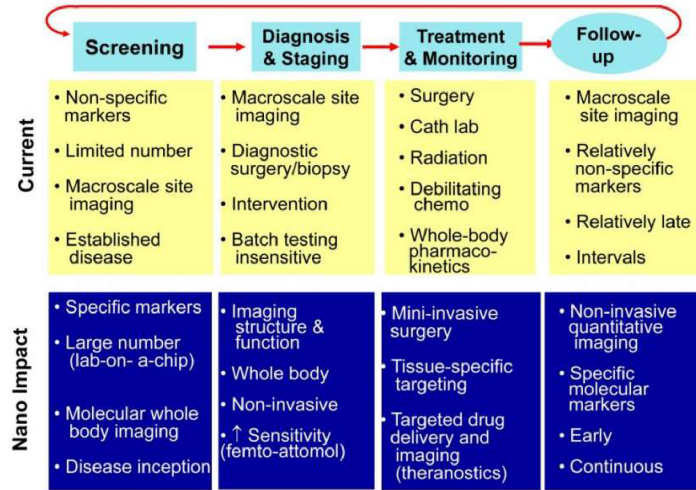 Screening
Diagnosis
& Staging
Treatment
& Monitoring
Follow-
up
Current
• Non-specific
markers
• Limited number
• Macroscale site
imaging
• Established
disease
• Macroscale site
imaging
• Diagnostic
surgery/biopsy
• Intervention
• Batch testing
insensitive
• Surgery
• Cath lab
• Radiation
• Debilitating
chemo
• Whole-body
pharmaco-
kinetics
• Macroscale
site imaging
• Relatively
non-specific
markers
• Relatively late
• Intervals
Nano Impact
• Specific markers
• Large number
(lab-on- a-chip)
• Molecular whole
body imaging
• Disease inception
• Imaging
structure &
function
• Whole body
• Non-invasive
• ↑ Sensitivity
(femto-attomol)
• Mini-invasive
surgery
• Tissue-specific
targeting
• Targeted drug
delivery and
imaging
(theranostics)
• Non-invasive
quantitative
imaging
• Specific
molecular
markers
• Early
• Continuous